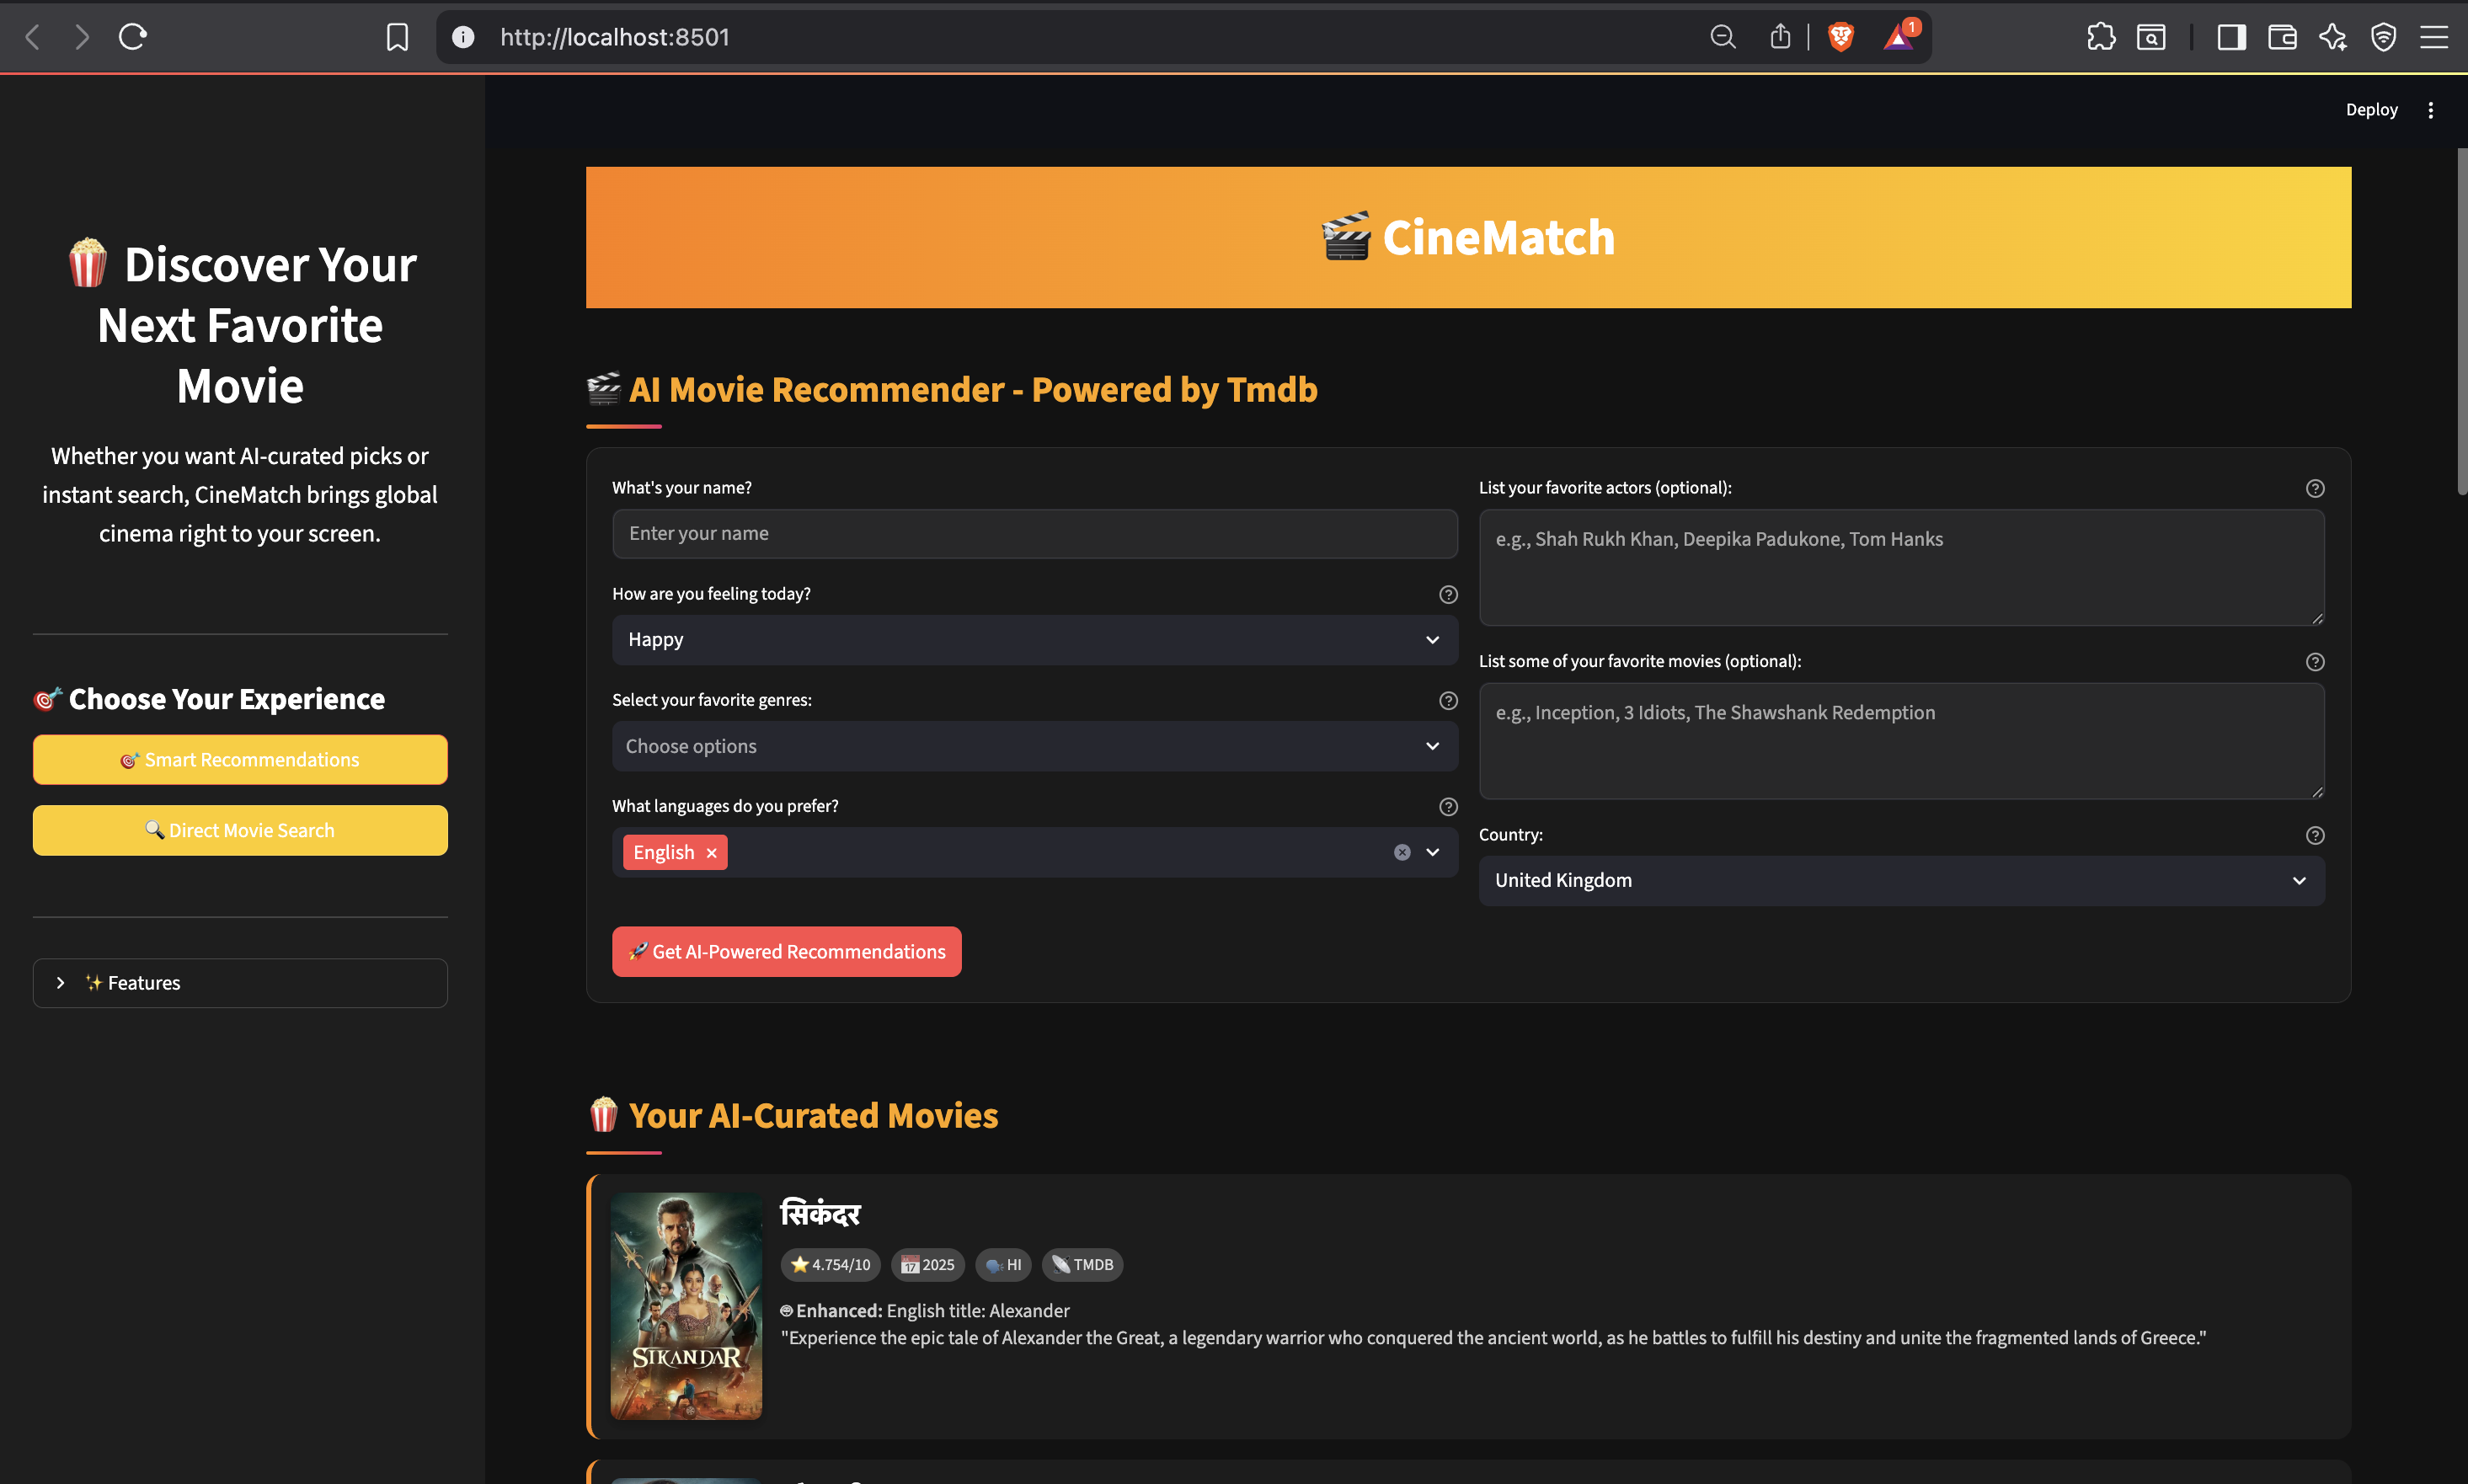 http://localhost:8501
1
Deploy
🍿 Discover Your
Next Favorite
Movie
Whether you want AI-curated picks or
instant search, CineMatch brings global
cinema right to your screen.
🎯 Choose Your Experience
🎯 Smart Recommendations
🔍 Direct Movie Search
✨ Features
🎬 CineMatch
🎬 AI Movie Recommender - Powered by Tmdb
What's your name?
Enter your name
How are you feeling today?
Happy
Select your favorite genres:
Choose options
What languages do you prefer?
English
List your favorite actors (optional):
e.g., Shah Rukh Khan, Deepika Padukone, Tom Hanks
List some of your favorite movies (optional):
e.g., Inception, 3 Idiots, The Shawshank Redemption
Country:
United Kingdom
🚀 Get AI-Powered Recommendations
🍿 Your AI-Curated Movies
SIKANDAR
सिकंदर
⭐ 4.754/10 📅 2025 🗣️ HI 📡 TMDB
Enhanced: English title: Alexander
"Experience the epic tale of Alexander the Great, a legendary warrior who conquered the ancient world, as he battles to fulfill his destiny and unite the fragmented lands of Greece."